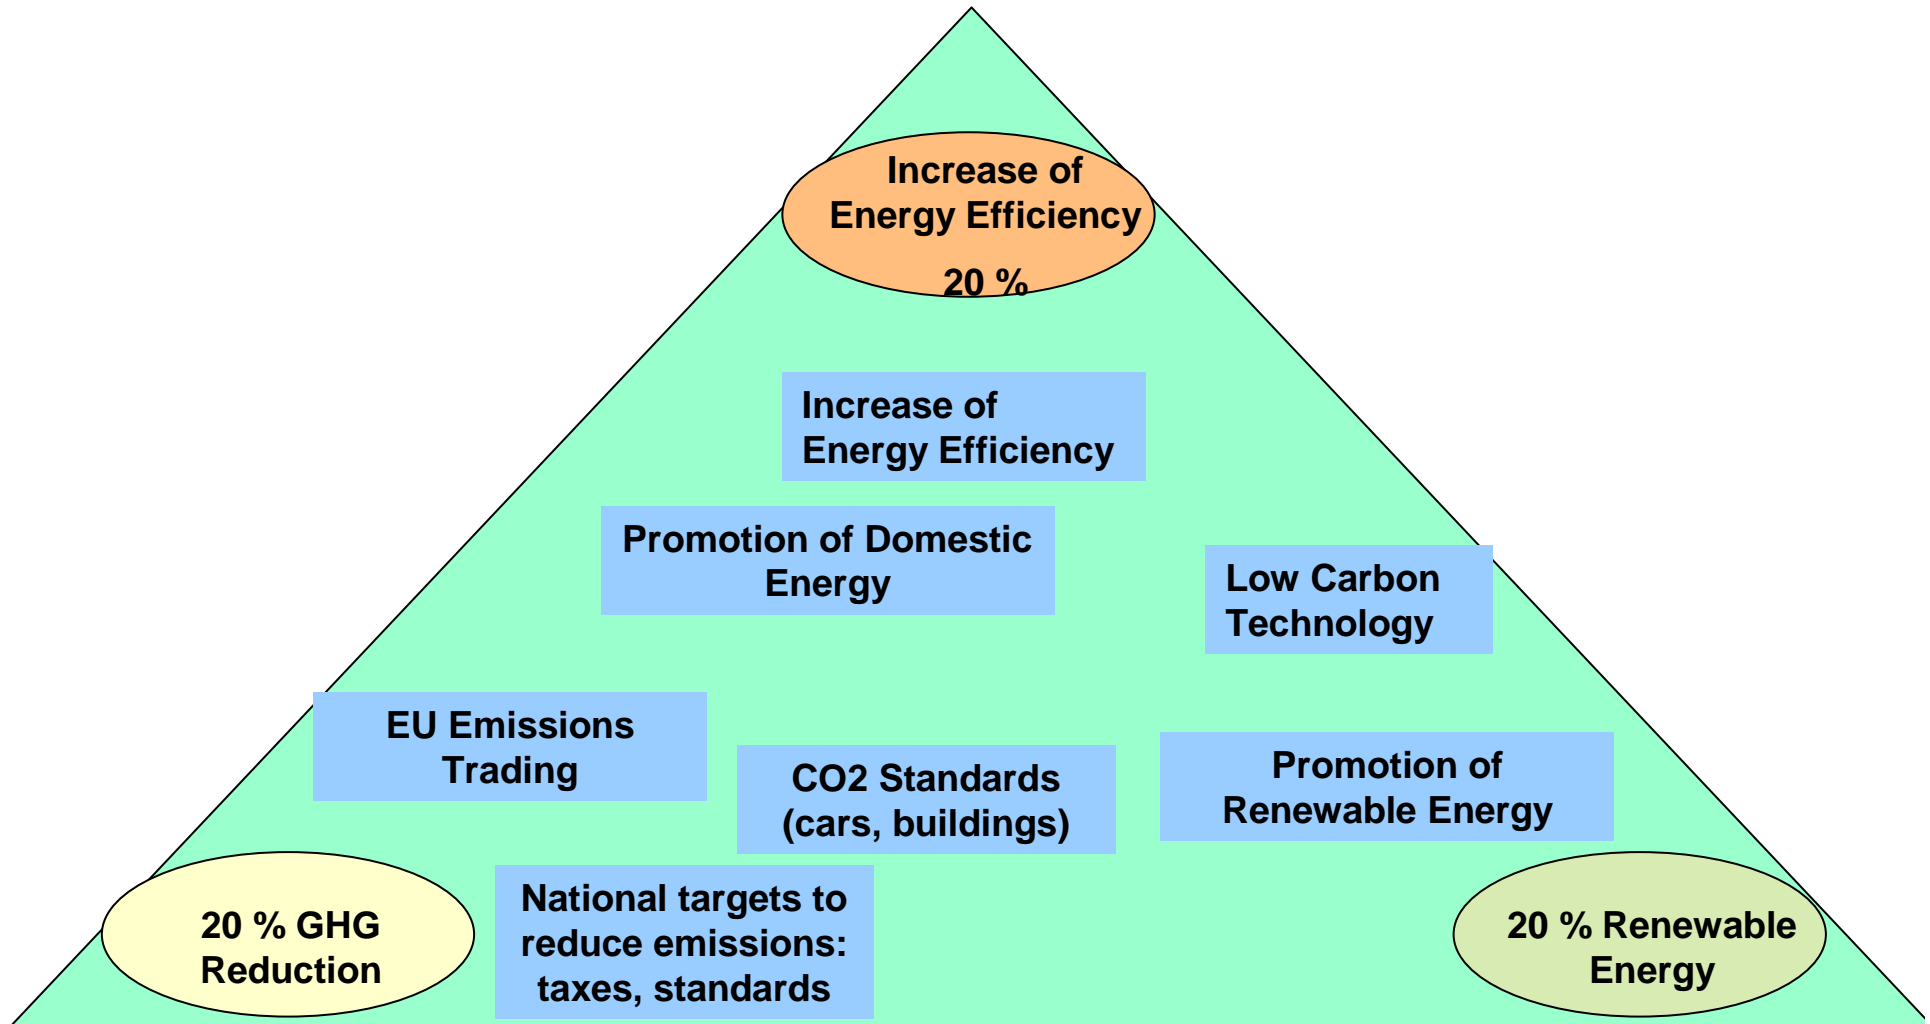 Increase of
Energy Efficiency
20 %
Increase of
Energy Efficiency
Promotion of Domestic
Energy
Low Carbon
Technology
EU Emissions
Trading
CO2 Standards
(cars, buildings)
Promotion of
Renewable Energy
20 % GHG
Reduction
National targets to
reduce emissions:
taxes, standards
20 % Renewable
Energy